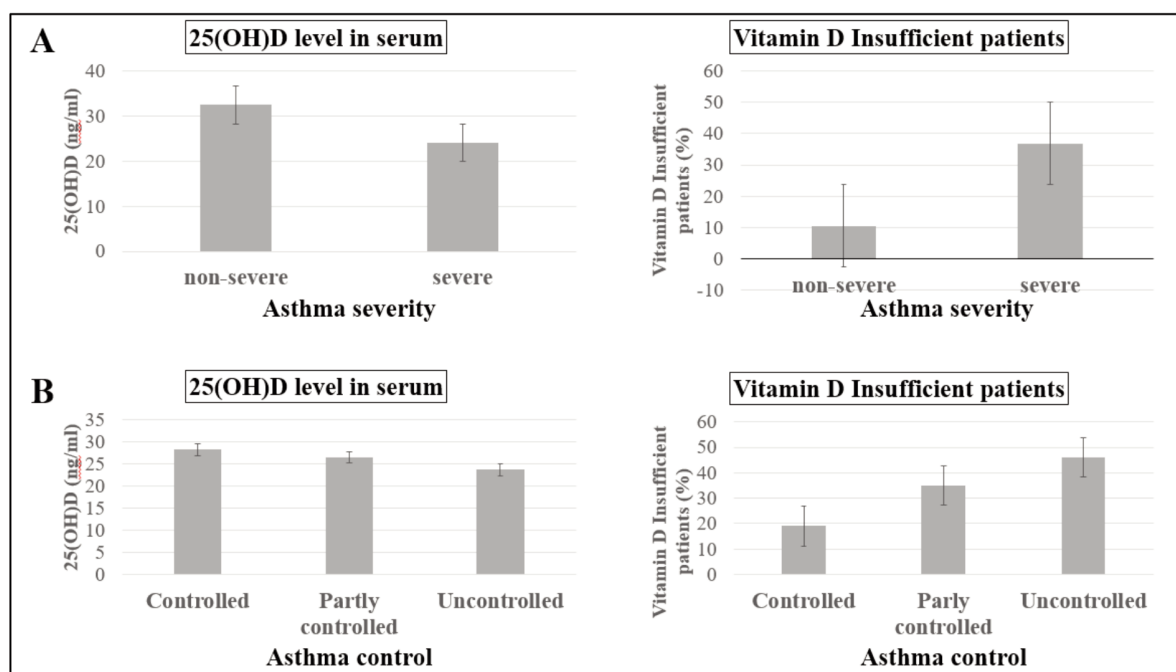 A
25(OH)D level in serum
25(OH)D (ng/ml)
40
30
20
10
0
non-severe severe
Asthma severity
Vitamin D Insufficient patients
Vitamin D Insufficient
patients (%)
60
50
40
30
20
10
0
-10
non-severe severe
Asthma severity
B
25(OH)D level in serum
25(OH)D (ng/ml)
35
30
25
20
15
10
5
0
Controlled Partly Uncontrolled
controlled
Asthma control
Vitamin D Insufficient patients
Vitamin D Insufficient
patients (%)
60
50
40
30
20
10
0
Controlled Parly Uncontrolled
controlled
Asthma control